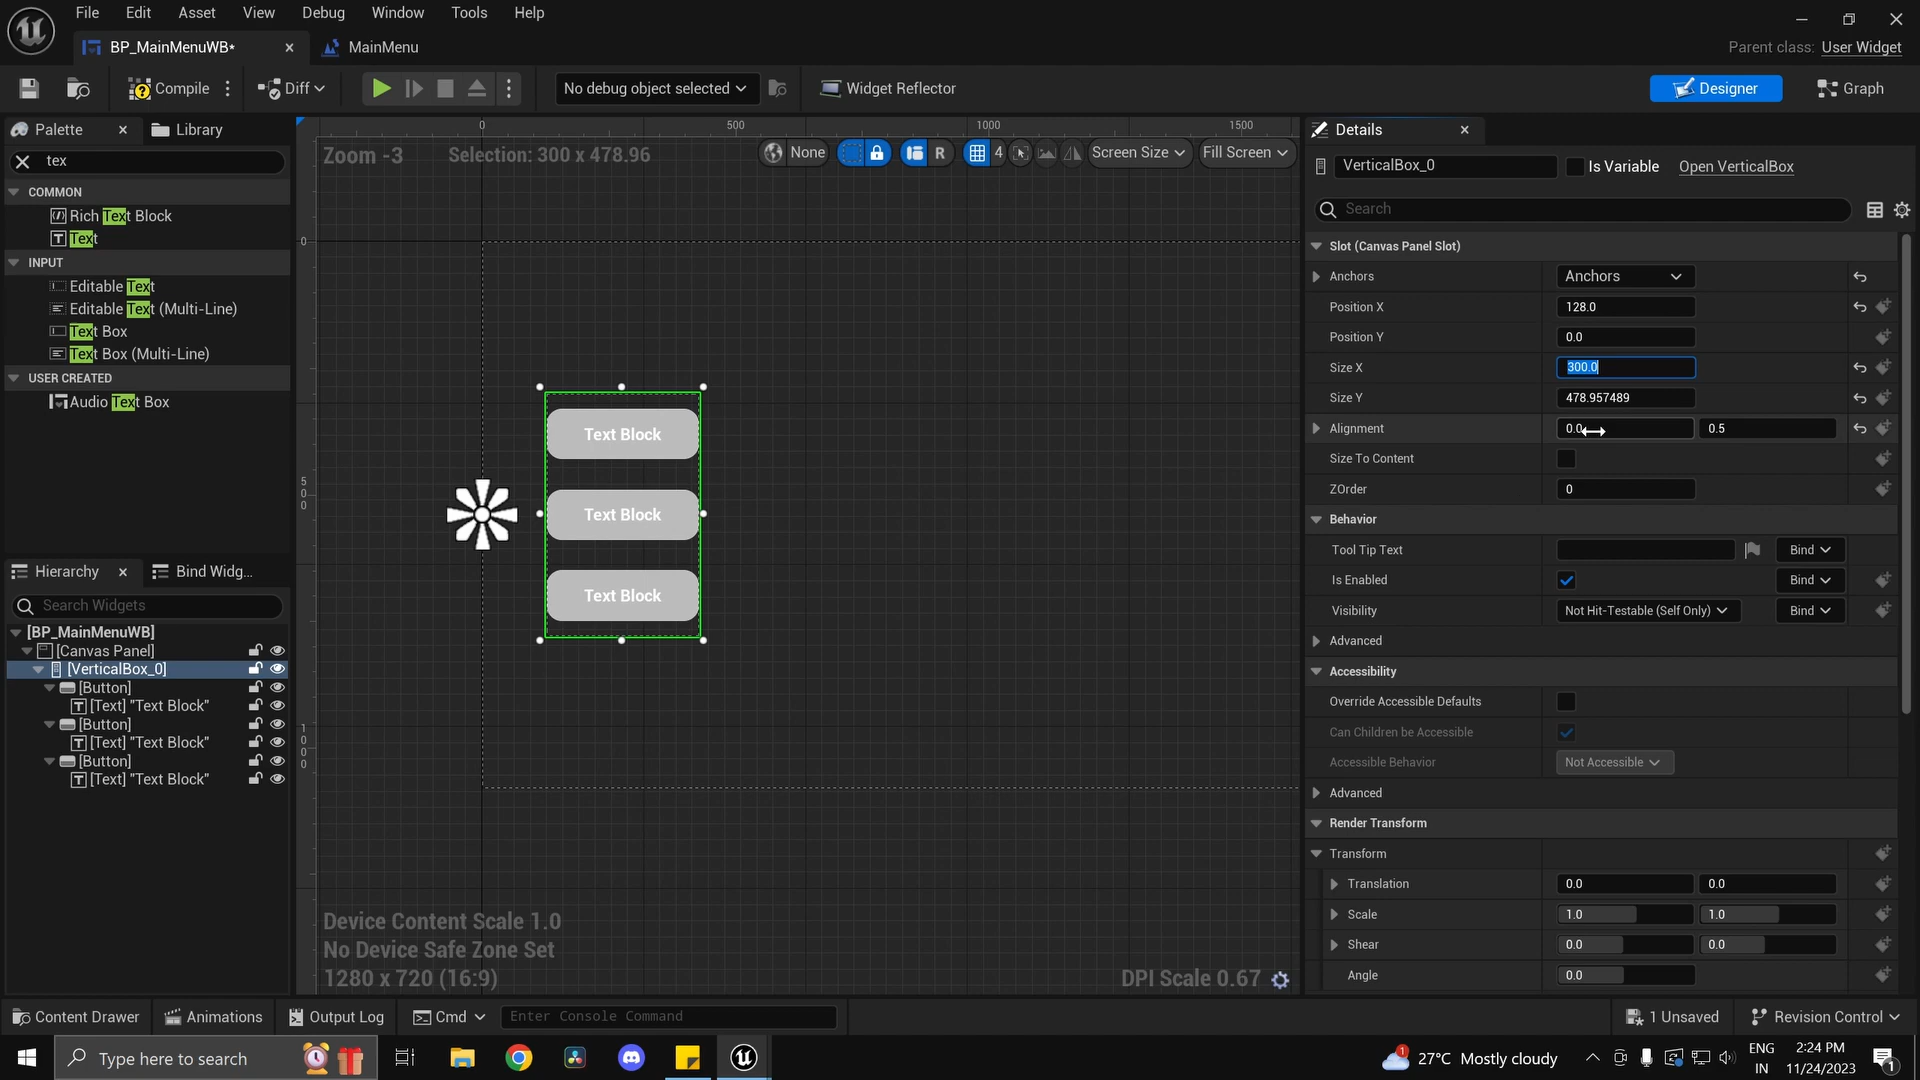 File Edit Asset View Debug Window Tools Help
BP_MainMenuWB* MainMenu
Parent class: User Widget
Compile Diff No debug object selected Widget Reflector Designer Graph
Palette Library
tex
COMMON
Rich Text Block
Text
INPUT
Editable Text
Editable Text (Multi-Line)
Text Box
Text Box (Multi-Line)
USER CREATED
Audio Text Box
Hierarchy Bind Widg...
Search Widgets
[BP_MainMenuWB]
[Canvas Panel]
[VerticalBox_0]
[Button]
[Text] "Text Block"
[Button]
[Text] "Text Block"
[Button]
[Text] "Text Block"
0 500 1000 1500
Zoom -3 Selection: 300 x 478.96 None R 4 Screen Size Fill Screen
0
500
1000
Text Block
Text Block
Text Block
Device Content Scale 1.0
No Device Safe Zone Set
1280 x 720 (16:9) DPI Scale 0.67
Details
VerticalBox_0 Is Variable Open VerticalBox
Search
Slot (Canvas Panel Slot)
Anchors Anchors
Position X 128.0
Position Y 0.0
Size X 300.0
Size Y 478.957489
Alignment 0.0 0.5
Size To Content
ZOrder 0
Behavior
Tool Tip Text Bind
Is Enabled Bind
Visibility Not Hit-Testable (Self Only) Bind
Advanced
Accessibility
Override Accessible Defaults
Can Children be Accessible
Accessible Behavior Not Accessible
Advanced
Render Transform
Transform
Translation 0.0 0.0
Scale 1.0 1.0
Shear 0.0 0.0
Angle 0.0
Content Drawer Animations Output Log Cmd Enter Console Command 1 Unsaved Revision Control
Type here to search 1 27°C Mostly cloudy ENG IN 2:24 PM 11/24/2023 1